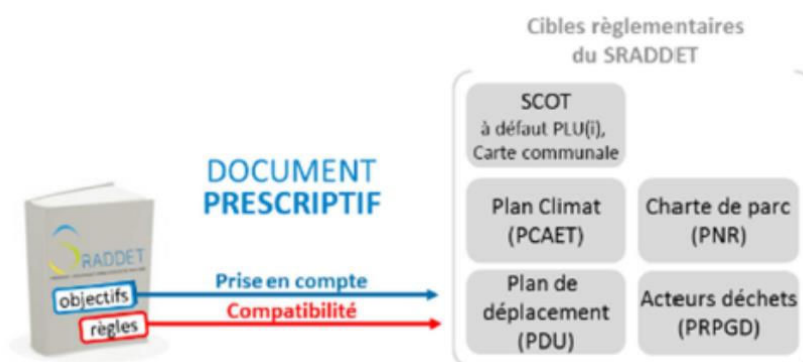 Cibles règlementaires
du SRADDET
SCOT
à défaut PLU(i),
Carte communale
DOCUMENT
PRESCRIPTIF
Plan Climat
(PCAET)
Charte de parc
(PNR)
SRADDET
objectifs
Prise en compte
règles
Compatibilité
Plan de
déplacement
(PDU)
Acteurs déchets
(PRPGD)